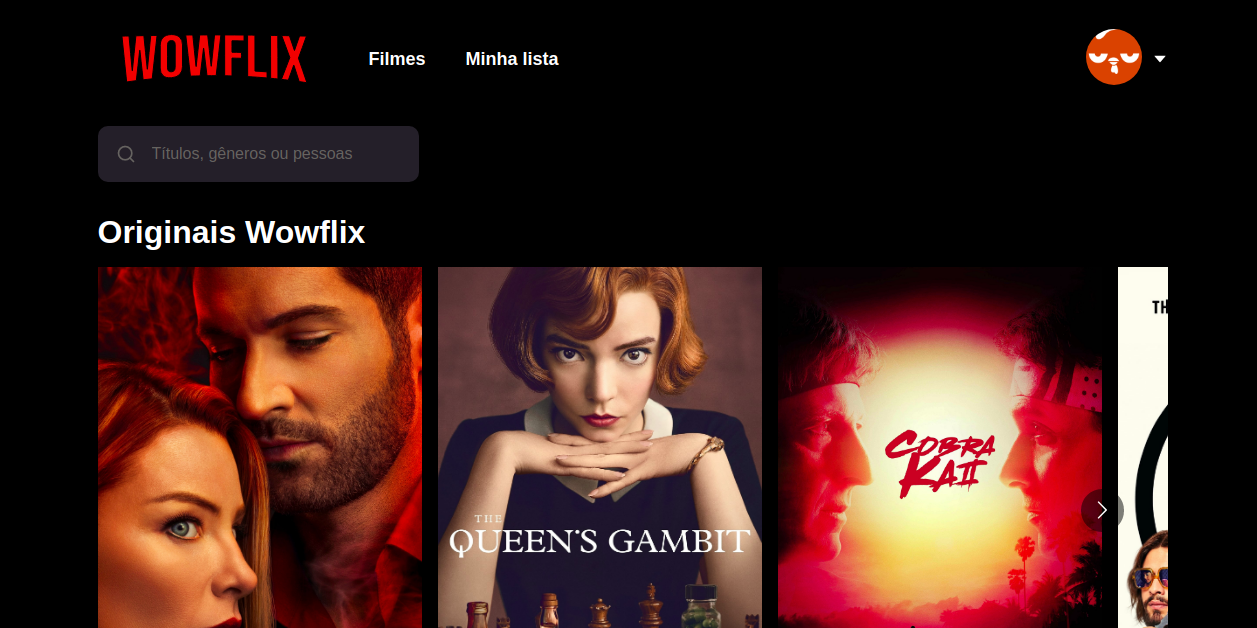 WOWFLIX
Filmes
Minha lista
Títulos, gêneros ou pessoas
Originais Wowflix
THE
QUEEN'S GAMBIT
COBRA
KAI
TH